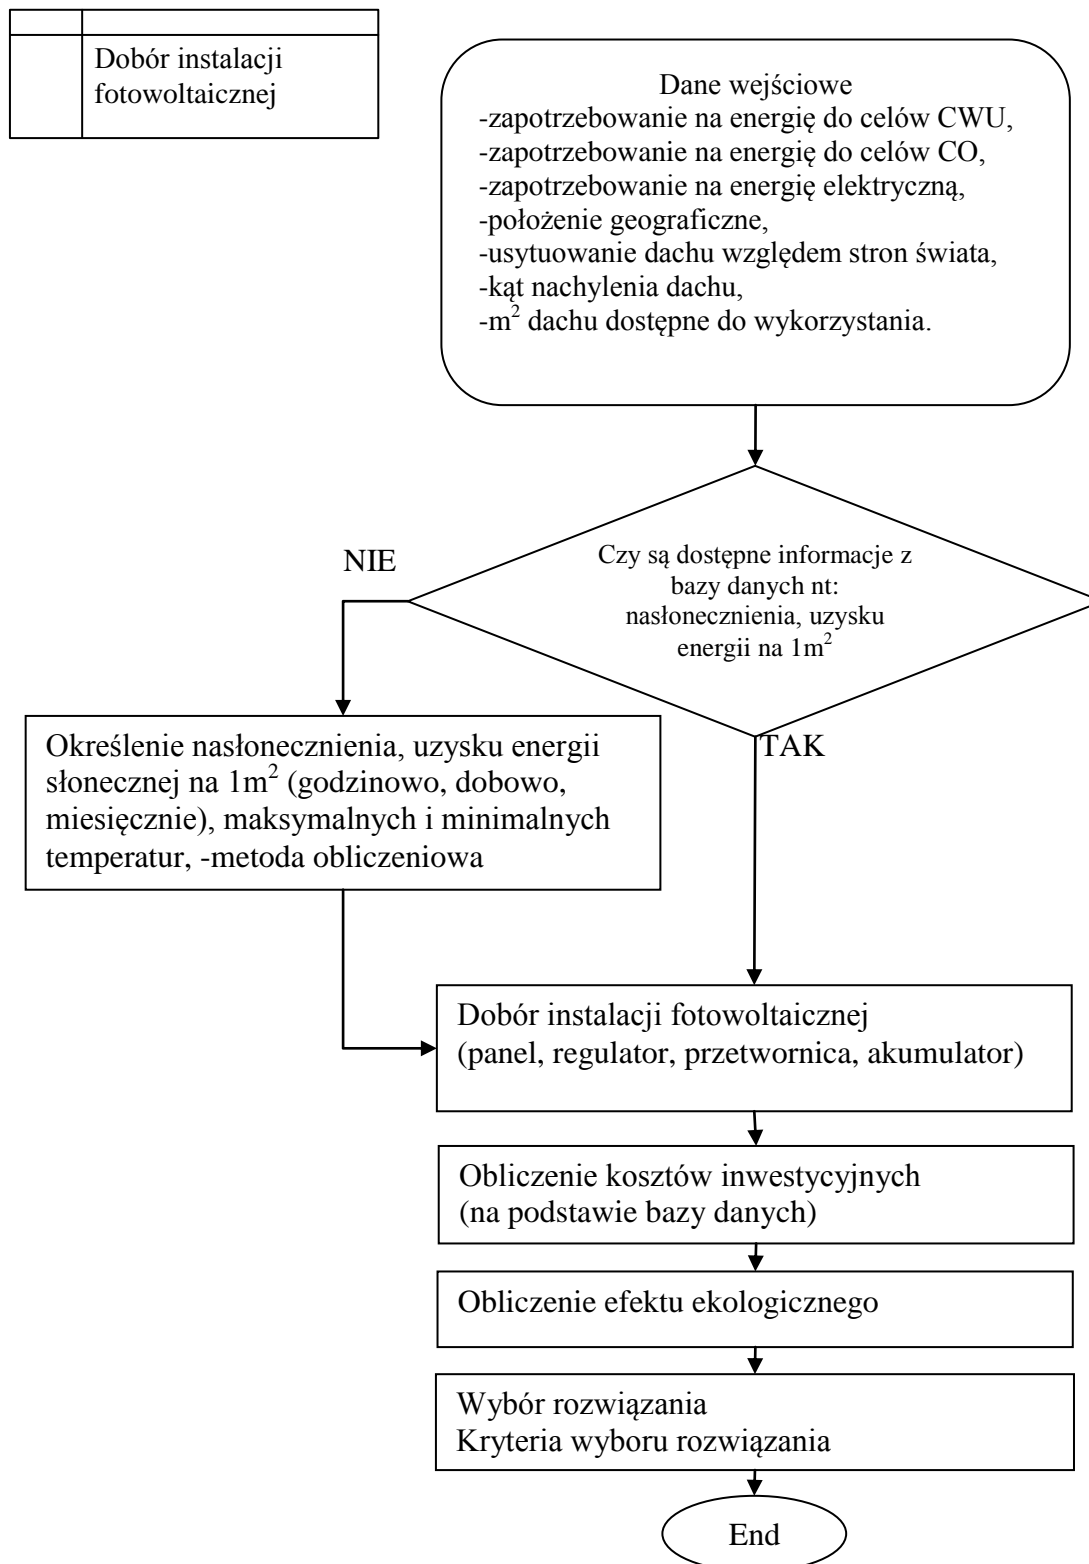 Dobór instalacji
fotowoltaicznej
Dane wejściowe
-zapotrzebowanie na energię do celów CWU,
-zapotrzebowanie na energię do celów CO,
-zapotrzebowanie na energię elektryczną,
-położenie geograficzne,
-usytuowanie dachu względem stron świata,
-kąt nachylenia dachu,
-m² dachu dostępne do wykorzystania.
Czy są dostępne informacje z
bazy danych nt:
nasłonecznienia, uzysku
energii na 1m²
NIE
TAK
Określenie nasłonecznienia, uzysku energii
słonecznej na 1m² (godzinowo, dobowo,
miesięcznie), maksymalnych i minimalnych
temperatur, -metoda obliczeniowa
Dobór instalacji fotowoltaicznej
(panel, regulator, przetwornica, akumulator)
Obliczenie kosztów inwestycyjnych
(na podstawie bazy danych)
Obliczenie efektu ekologicznego
Wybór rozwiązania
Kryteria wyboru rozwiązania
End